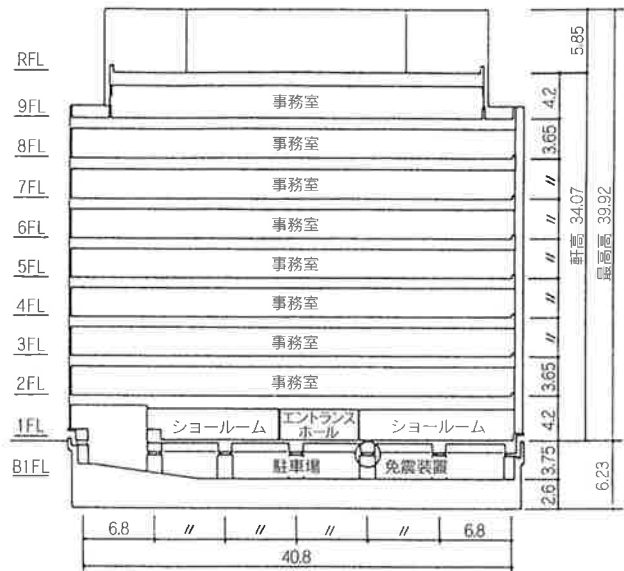 RFL
9FL
8FL
7FL
6FL
5FL
4FL
3FL
2FL
1FL
B1FL
事務室
事務室
事務室
事務室
事務室
事務室
事務室
事務室
ショールーム
エントランス
ホール
ショールーム
駐車場
免震装置
5.85
4.2
3.65
〃
〃
〃
〃
〃
3.65
4.2
3.75
2.6
軒高 34.07
最高高 39.92
6.23
6.8
〃
〃
〃
〃
6.8
40.8